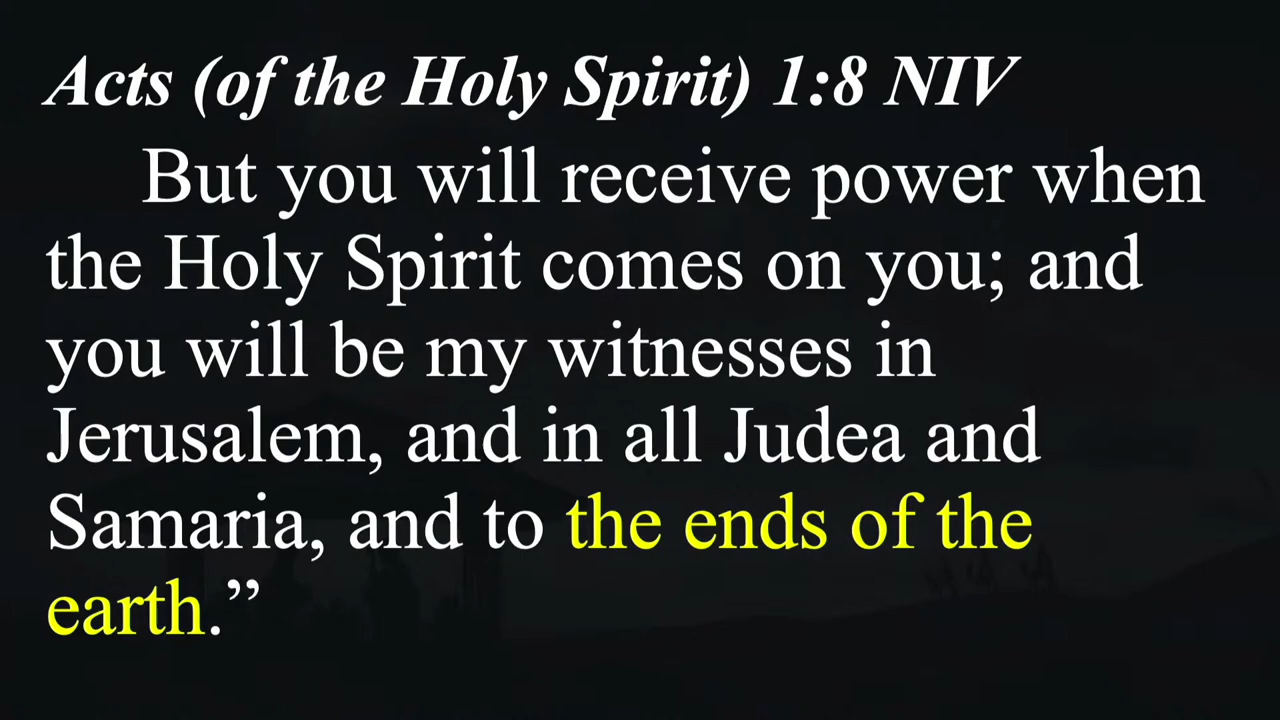 Acts (of the Holy Spirit) 1:8 NIV
But you will receive power when
the Holy Spirit comes on you; and
you will be my witnesses in
Jerusalem, and in all Judea and
Samaria, and to the ends of the
earth.”